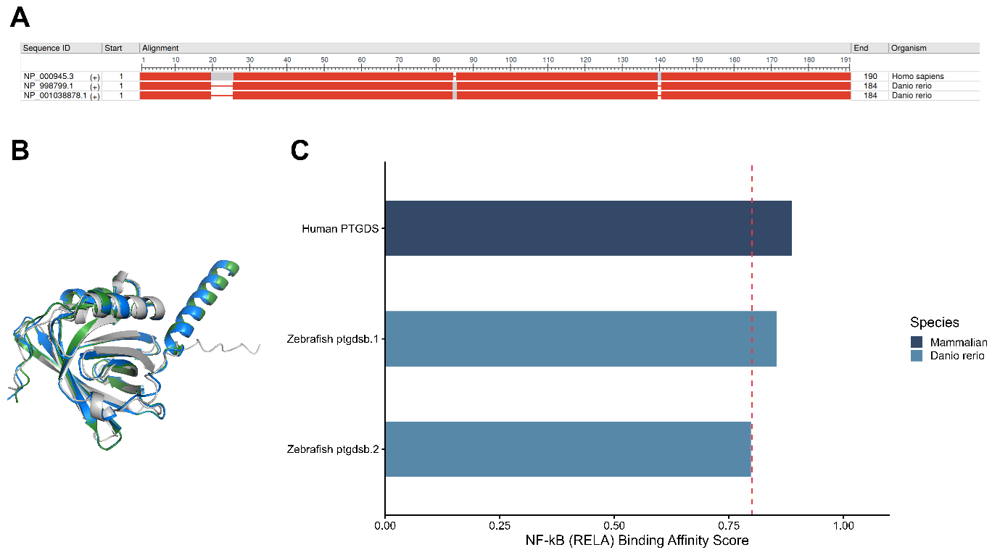 A
Sequence ID Start Alignment End Organism
1 10 20 30 40 50 60 70 80 90 100 110 120 130 140 150 160 170 180 191
NP_000945.3 (+) 1 190 Homo sapiens
NP_998799.1 (+) 1 184 Danio rerio
NP_001038878.1 (+) 1 184 Danio rerio
B
C
Human PTGDS
Zebrafish ptgdsb.1
Zebrafish ptgdsb.2
0.00 0.25 0.50 0.75 1.00
NF-kB (RELA) Binding Affinity Score
Species
Mammalian
Danio rerio